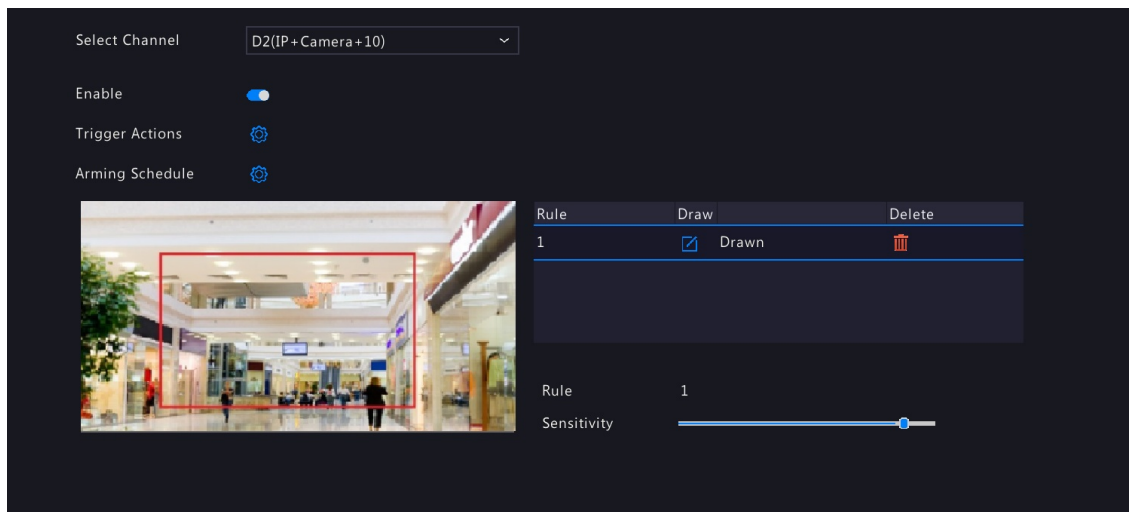 Select Channel D2(IP+Camera+10)
Enable
Trigger Actions
Arming Schedule
Rule Draw Delete
1 Drawn
Rule 1
Sensitivity